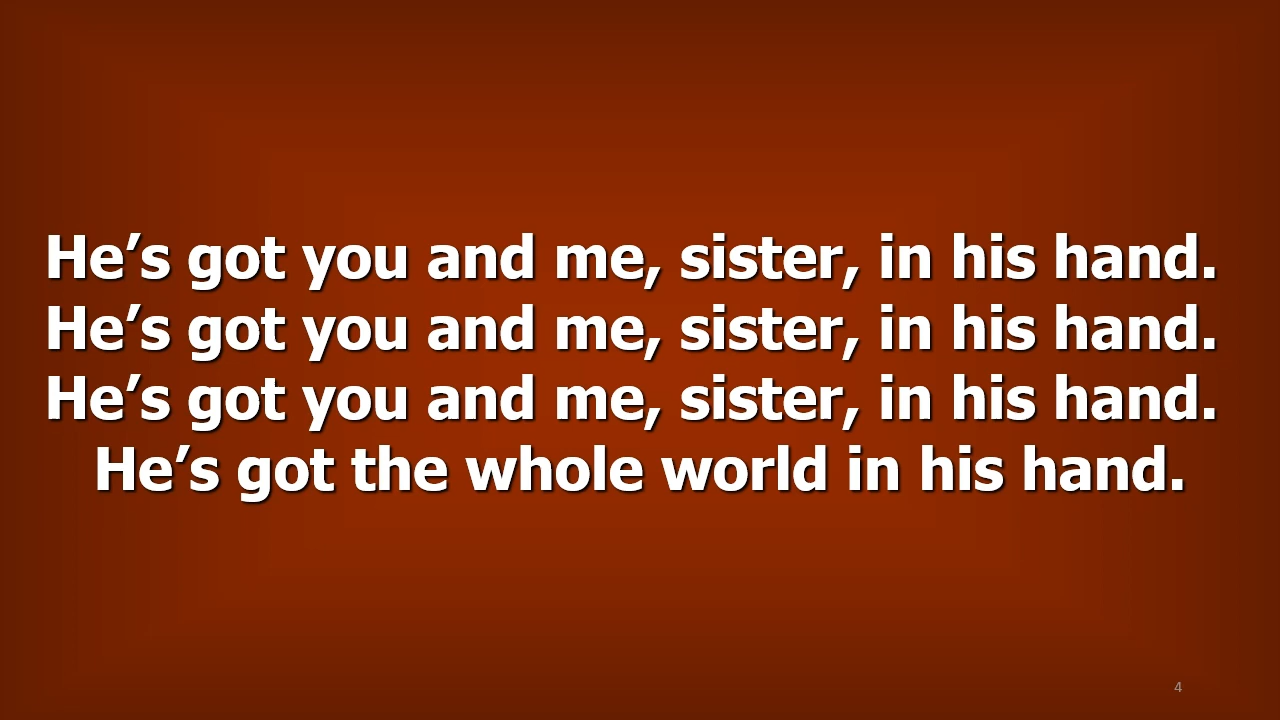 He’s got you and me, sister, in his hand.
He’s got you and me, sister, in his hand.
He’s got you and me, sister, in his hand.
He’s got the whole world in his hand.
4